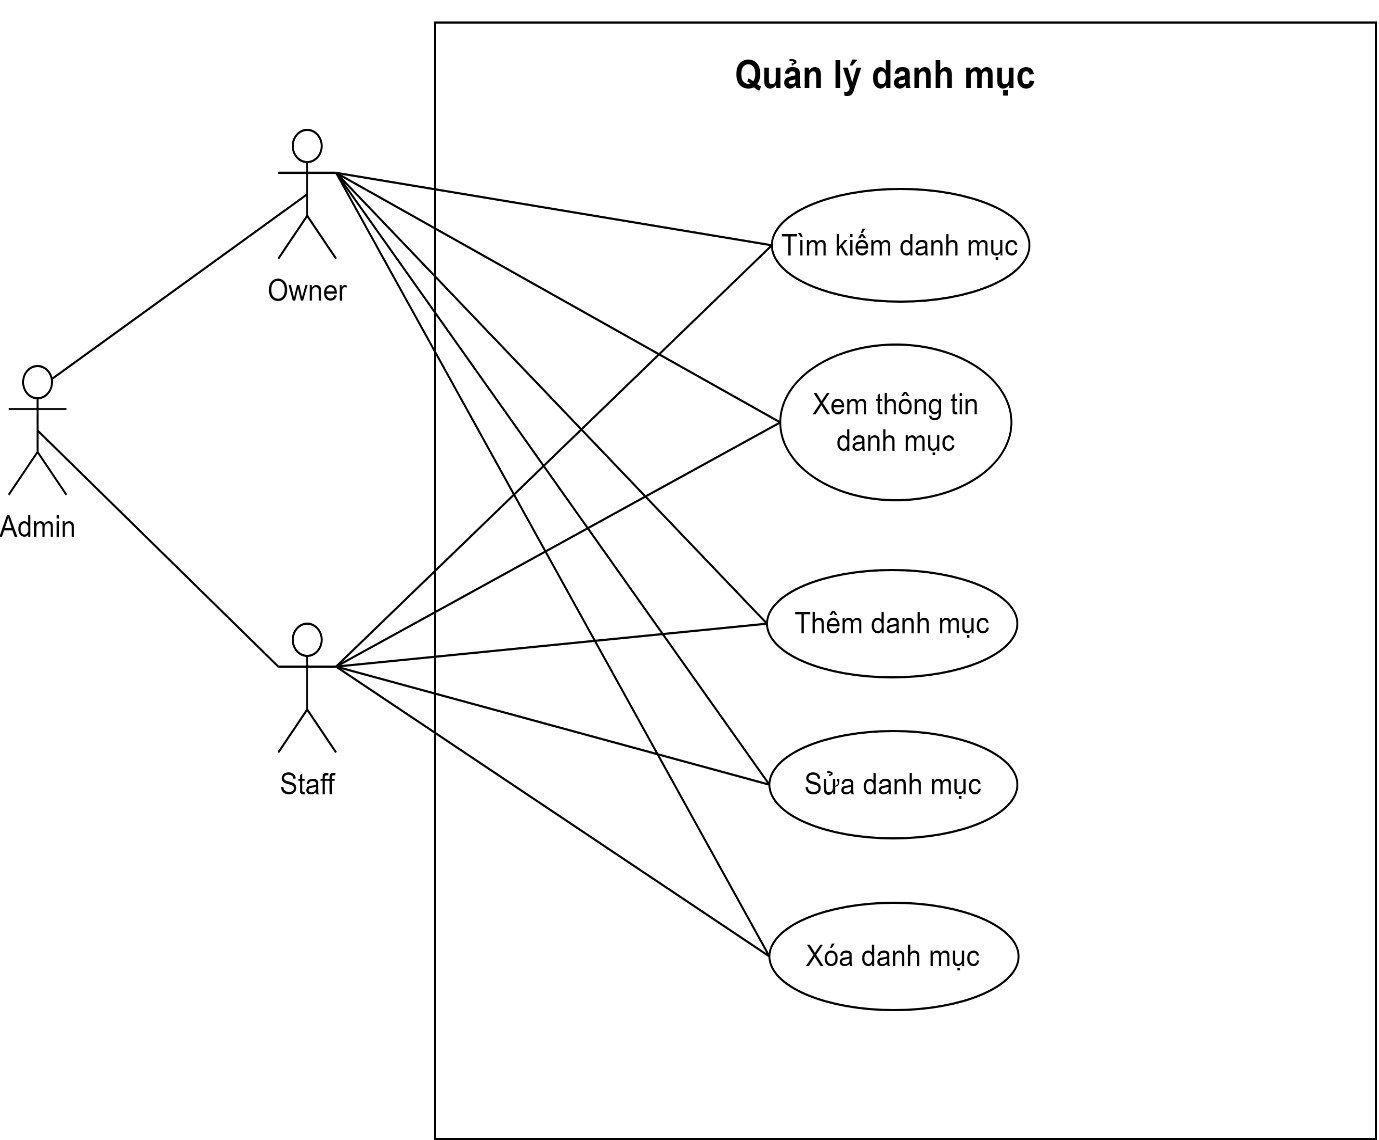 Quản lý danh mục
Owner
Tìm kiếm danh mục
Xem thông tin
danh mục
Admin
Thêm danh mục
Staff
Sửa danh mục
Xóa danh mục